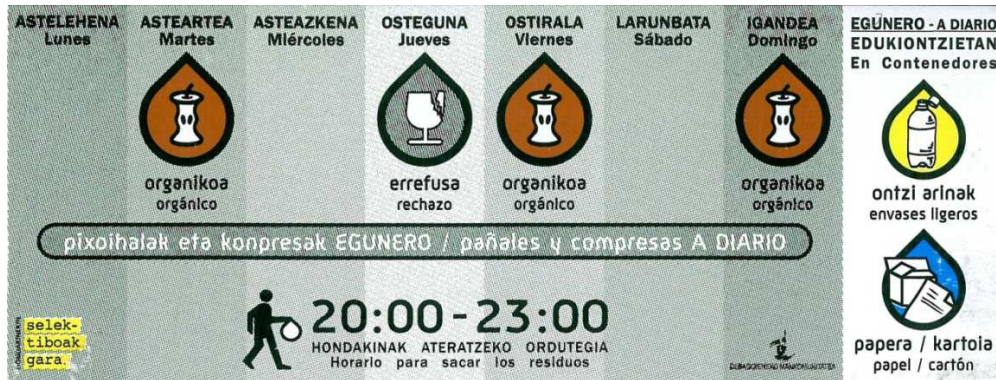 ASTELEHENA
Lunes
ASTEARTEA
Martes
ASTEAZKENA
Miércoles
OSTEGUNA
Jueves
OSTIRALA
Viernes
LARUNBATA
Sábado
IGANDEA
Domingo
organikoa
orgánico
errefusa
rechazo
organikoa
orgánico
organikoa
orgánico
pixoihalak eta konpresak EGUNERO / pañales y compresas A DIARIO
20:00 - 23:00
HONDAKINAK ATERATZEKO ORDUTEGIA
Horario para sacar los residuos
selek-
tiboak
gara.
EGUNERO - A DIARIO
EDUKIONTZIETAN
En Contenedores
ontzi arinak
envases ligeros
papera / kartoia
papel / cartón